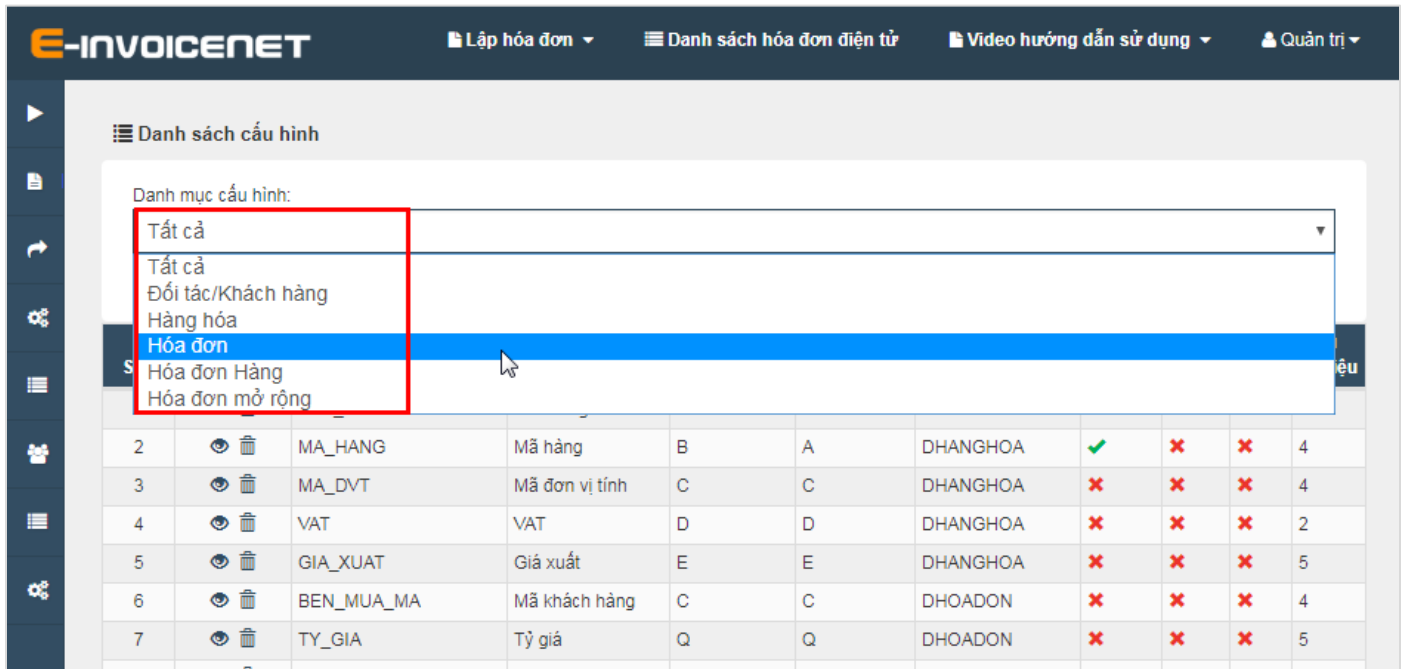 E-INVOICENET Lập hóa đơn Danh sách hóa đơn điện tử Video hướng dẫn sử dụng Quản trị
Danh sách cấu hình
Danh mục cấu hình:
Tất cả
Tất cả
Đối tác/Khách hàng
Hàng hóa
Hóa đơn
Hóa đơn Hàng
Hóa đơn mở rộng
2 MA_HANG Mã hàng B A DHANGHOA 4
3 MA_DVT Mã đơn vị tính C C DHANGHOA 4
4 VAT VAT D D DHANGHOA 2
5 GIA_XUAT Giá xuất E E DHANGHOA 5
6 BEN_MUA_MA Mã khách hàng C C DHOADON 4
7 TY_GIA Tỷ giá Q Q DHOADON 5